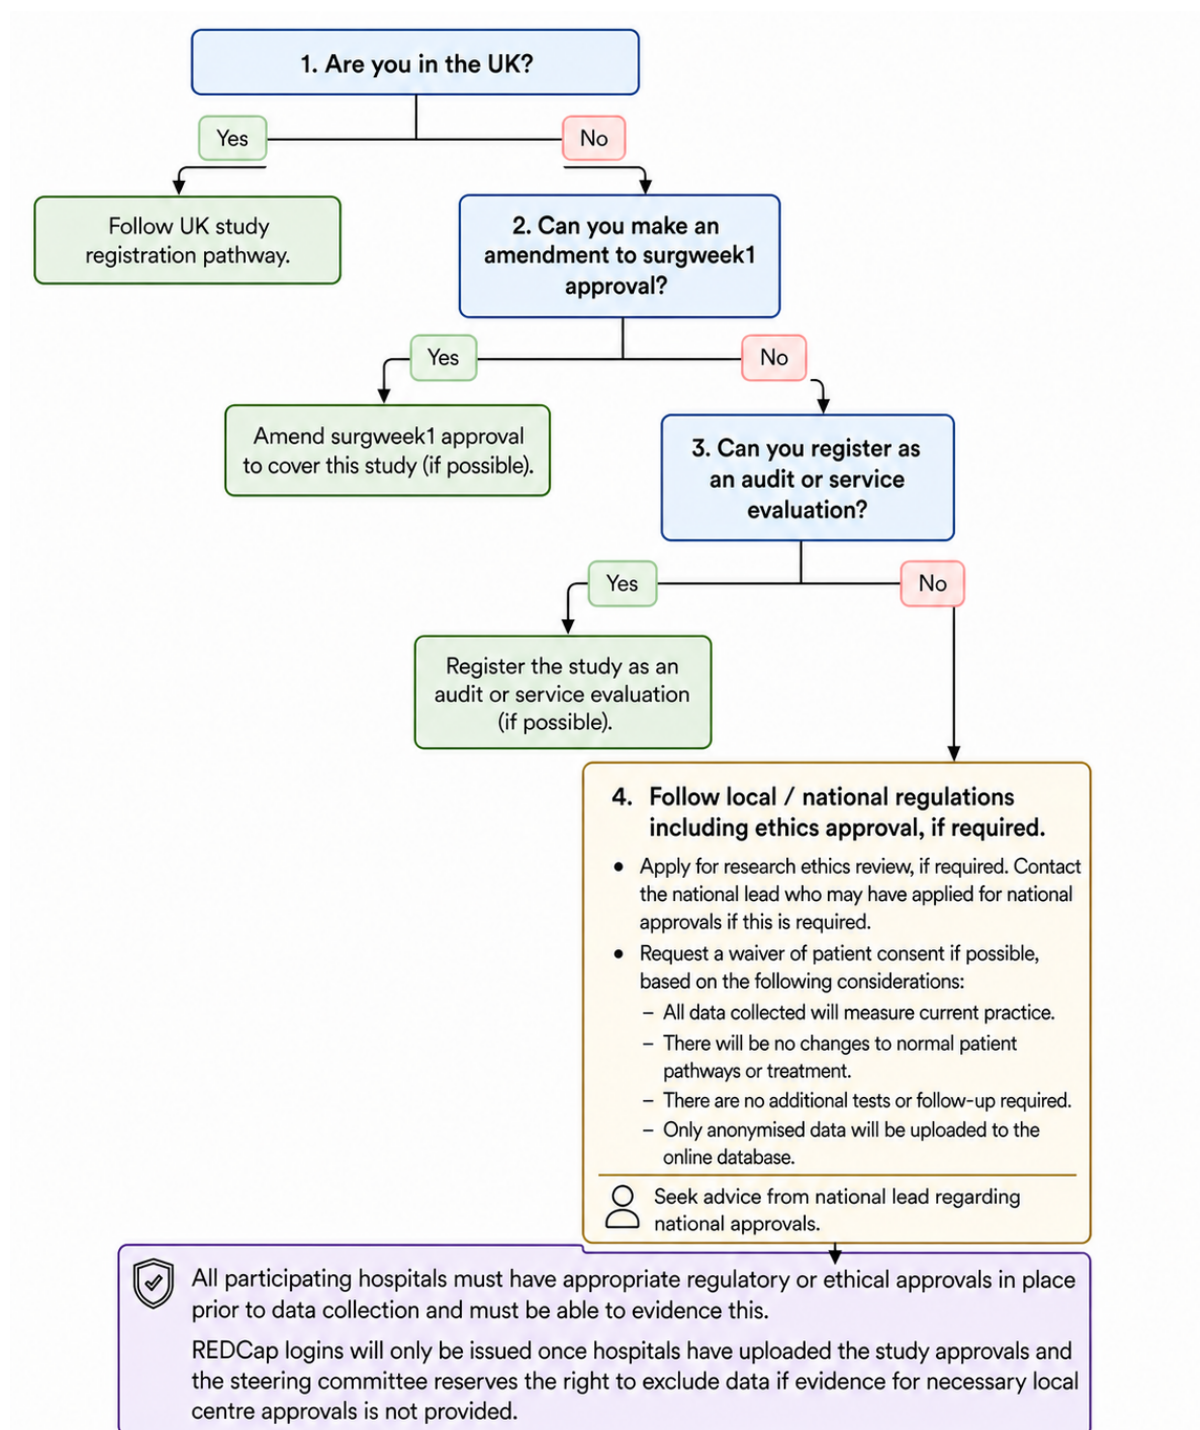 1. Are you in the UK?
Yes
No
Follow UK study
registration pathway.
2. Can you make an
amendment to surgweek1
approval?
Yes
No
Amend surgweek1 approval
to cover this study (if possible).
3. Can you register as
an audit or service
evaluation?
Yes
No
Register the study as an
audit or service evaluation
(if possible).
4. Follow local / national regulations
including ethics approval, if required.
• Apply for research ethics review, if required. Contact
the national lead who may have applied for national
approvals if this is required.
• Request a waiver of patient consent if possible,
based on the following considerations:
– All data collected will measure current practice.
– There will be no changes to normal patient
pathways or treatment.
– There are no additional tests or follow-up required.
– Only anonymised data will be uploaded to the
online database.
Seek advice from national lead regarding
national approvals.
All participating hospitals must have appropriate regulatory or ethical approvals in place
prior to data collection and must be able to evidence this.
REDCap logins will only be issued once hospitals have uploaded the study approvals and
the steering committee reserves the right to exclude data if evidence for necessary local
centre approvals is not provided.